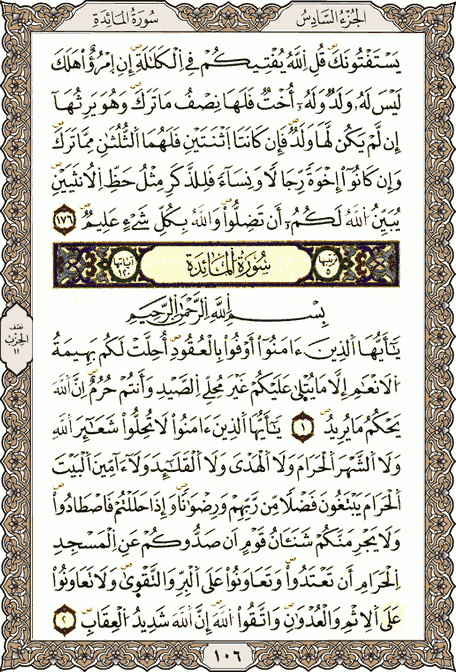 الجزء السادس
سورة المائدة
يَسْتَفْتُونَكَ قُلِ اللَّهُ يُفْتِيكُمْ فِي الْكَلَالَةِ إِنِ امْرُؤٌا هَلَكَ
لَيْسَ لَهُ وَلَدٌ وَلَهُ أُخْتٌ فَلَهَا نِصْفُ مَا تَرَكَ وَهُوَ يَرِثُهَا
إِن لَّمْ يَكُن لَّهَا وَلَدٌ فَإِن كَانَتَا اثْنَتَيْنِ فَلَهُمَا الثُّلُثَانِ مِمَّا تَرَكَ
وَإِن كَانُوا إِخْوَةً رِّجَالًا وَنِسَاءً فَلِلذَّكَرِ مِثْلُ حَظِّ الْأُنثَيَيْنِ
يُبَيِّنُ اللَّهُ لَكُمْ أَن تَضِلُّوا وَاللَّهُ بِكُلِّ شَيْءٍ عَلِيمٌ ١٧٦
ترتيبها ٥ سُورَةُ الْمَائِدَة آياتها ١٢٠
بِسْمِ اللَّهِ الرَّحْمَٰنِ الرَّحِيمِ
يَا أَيُّهَا الَّذِينَ ءَامَنُوا أَوْفُوا بِالْعُقُودِ أُحِلَّتْ لَكُم بَهِيمَةُ
الْأَنْعَامِ إِلَّا مَا يُتْلَىٰ عَلَيْكُمْ غَيْرَ مُحِلِّي الصَّيْدِ وَأَنتُمْ حُرُمٌ إِنَّ اللَّهَ
يَحْكُمُ مَا يُرِيدُ ١ يَا أَيُّهَا الَّذِينَ ءَامَنُوا لَا تُحِلُّوا شَعَائِرَ اللَّهِ
وَلَا الشَّهْرَ الْحَرَامَ وَلَا الْهَدْيَ وَلَا الْقَلَائِدَ وَلَا ءَامِّينَ الْبَيْتَ
الْحَرَامَ يَبْتَغُونَ فَضْلًا مِّن رَّبِّهِمْ وَرِضْوَانًا وَإِذَا حَلَلْتُمْ فَاصْطَادُوا
وَلَا يَجْرِمَنَّكُمْ شَنَئَانُ قَوْمٍ أَن صَدُّوكُمْ عَنِ الْمَسْجِدِ
الْحَرَامِ أَن تَعْتَدُوا وَتَعَاوَنُوا عَلَى الْبِرِّ وَالتَّقْوَىٰ وَلَا تَعَاوَنُوا
عَلَى الْإِثْمِ وَالْعُدْوَانِ وَاتَّقُوا اللَّهَ إِنَّ اللَّهَ شَدِيدُ الْعِقَابِ ٢
نصف
الحزب
١١
١٠٦